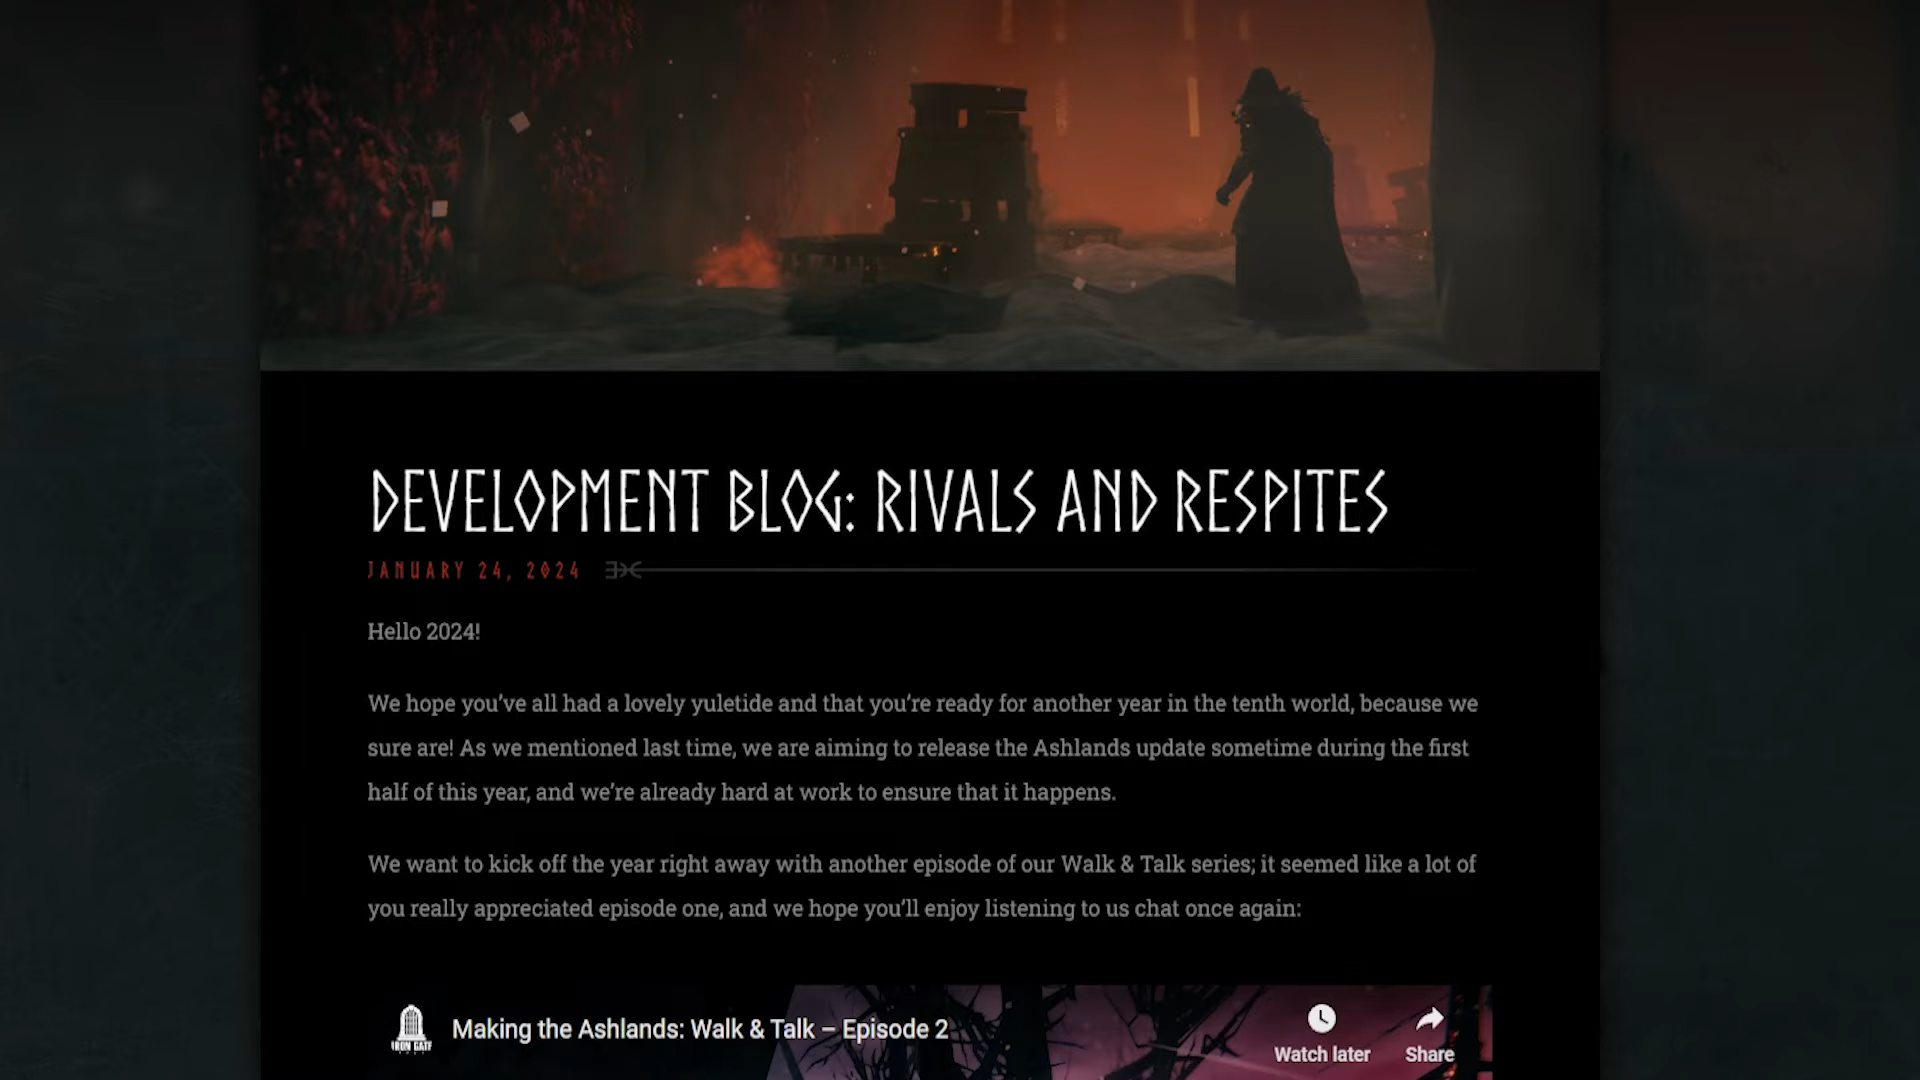 DEVELOPMENT BLOG: RIVALS AND RESPITES
JANUARY 24, 2024
Hello 2024!
We hope you’ve all had a lovely yuletide and that you’re ready for another year in the tenth world, because we
sure are! As we mentioned last time, we are aiming to release the Ashlands update sometime during the first
half of this year, and we’re already hard at work to ensure that it happens.
We want to kick off the year right away with another episode of our Walk & Talk series; it seemed like a lot of
you really appreciated episode one, and we hope you’ll enjoy listening to us chat once again:
IRON GATE
Making the Ashlands: Walk & Talk – Episode 2
Watch later
Share